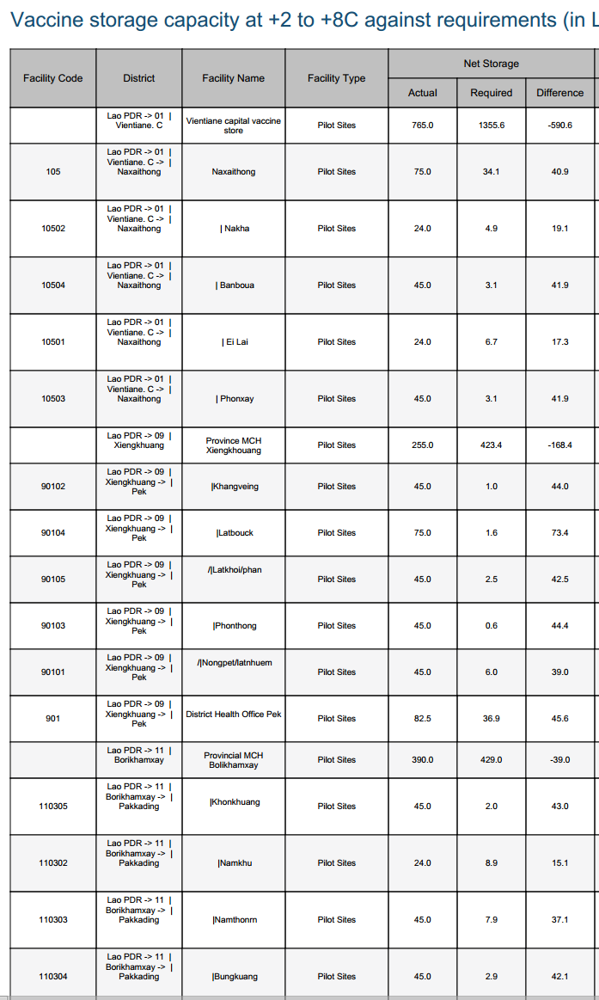 Vaccine storage capacity at +2 to +8C against requirements (in L
Facility Code District Facility Name Facility Type Net Storage
Actual Required Difference
Lao PDR -> 01 |
Vientiane. C Vientiane capital vaccine
store Pilot Sites 765.0 1355.6 -590.6
Lao PDR -> 01 |
Vientiane. C -> |
Naxaithong
105 Naxaithong Pilot Sites 75.0 34.1 40.9
Lao PDR -> 01 |
Vientiane. C -> |
Naxaithong
10502 | Nakha Pilot Sites 24.0 4.9 19.1
Lao PDR -> 01 |
Vientiane. C -> |
Naxaithong
10504 | Banboua Pilot Sites 45.0 3.1 41.9
Lao PDR -> 01 |
Vientiane. C -> |
Naxaithong
10501 | Ei Lai Pilot Sites 24.0 6.7 17.3
Lao PDR -> 01 |
Vientiane. C -> |
Naxaithong
10503 | Phonxay Pilot Sites 45.0 3.1 41.9
Lao PDR -> 09 |
Xiengkhuang Province MCH
Xiengkhouang Pilot Sites 255.0 423.4 -168.4
Lao PDR -> 09 |
Xiengkhuang -> |
Pek
90102 |Khangveing Pilot Sites 45.0 1.0 44.0
Lao PDR -> 09 |
Xiengkhuang -> |
Pek
90104 |Latbouck Pilot Sites 75.0 1.6 73.4
Lao PDR -> 09 |
Xiengkhuang -> |
Pek
90105 /|Latkhoi/phan Pilot Sites 45.0 2.5 42.5
Lao PDR -> 09 |
Xiengkhuang -> |
Pek
90103 |Phonthong Pilot Sites 45.0 0.6 44.4
Lao PDR -> 09 |
Xiengkhuang -> |
Pek
90101 /|Nongpet/latnhuem Pilot Sites 45.0 6.0 39.0
Lao PDR -> 09 |
Xiengkhuang -> |
Pek
901 District Health Office Pek Pilot Sites 82.5 36.9 45.6
Lao PDR -> 11 |
Borikhamxay Provincial MCH
Bolikhamxay Pilot Sites 390.0 429.0 -39.0
Lao PDR -> 11 |
Borikhamxay -> |
Pakkading
110305 |Khonkhuang Pilot Sites 45.0 2.0 43.0
Lao PDR -> 11 |
Borikhamxay -> |
Pakkading
110302 |Namkhu Pilot Sites 24.0 8.9 15.1
Lao PDR -> 11 |
Borikhamxay -> |
Pakkading
110303 |Namthonrn Pilot Sites 45.0 7.9 37.1
Lao PDR -> 11 |
Borikhamxay -> |
Pakkading
110304 |Bungkuang Pilot Sites 45.0 2.9 42.1